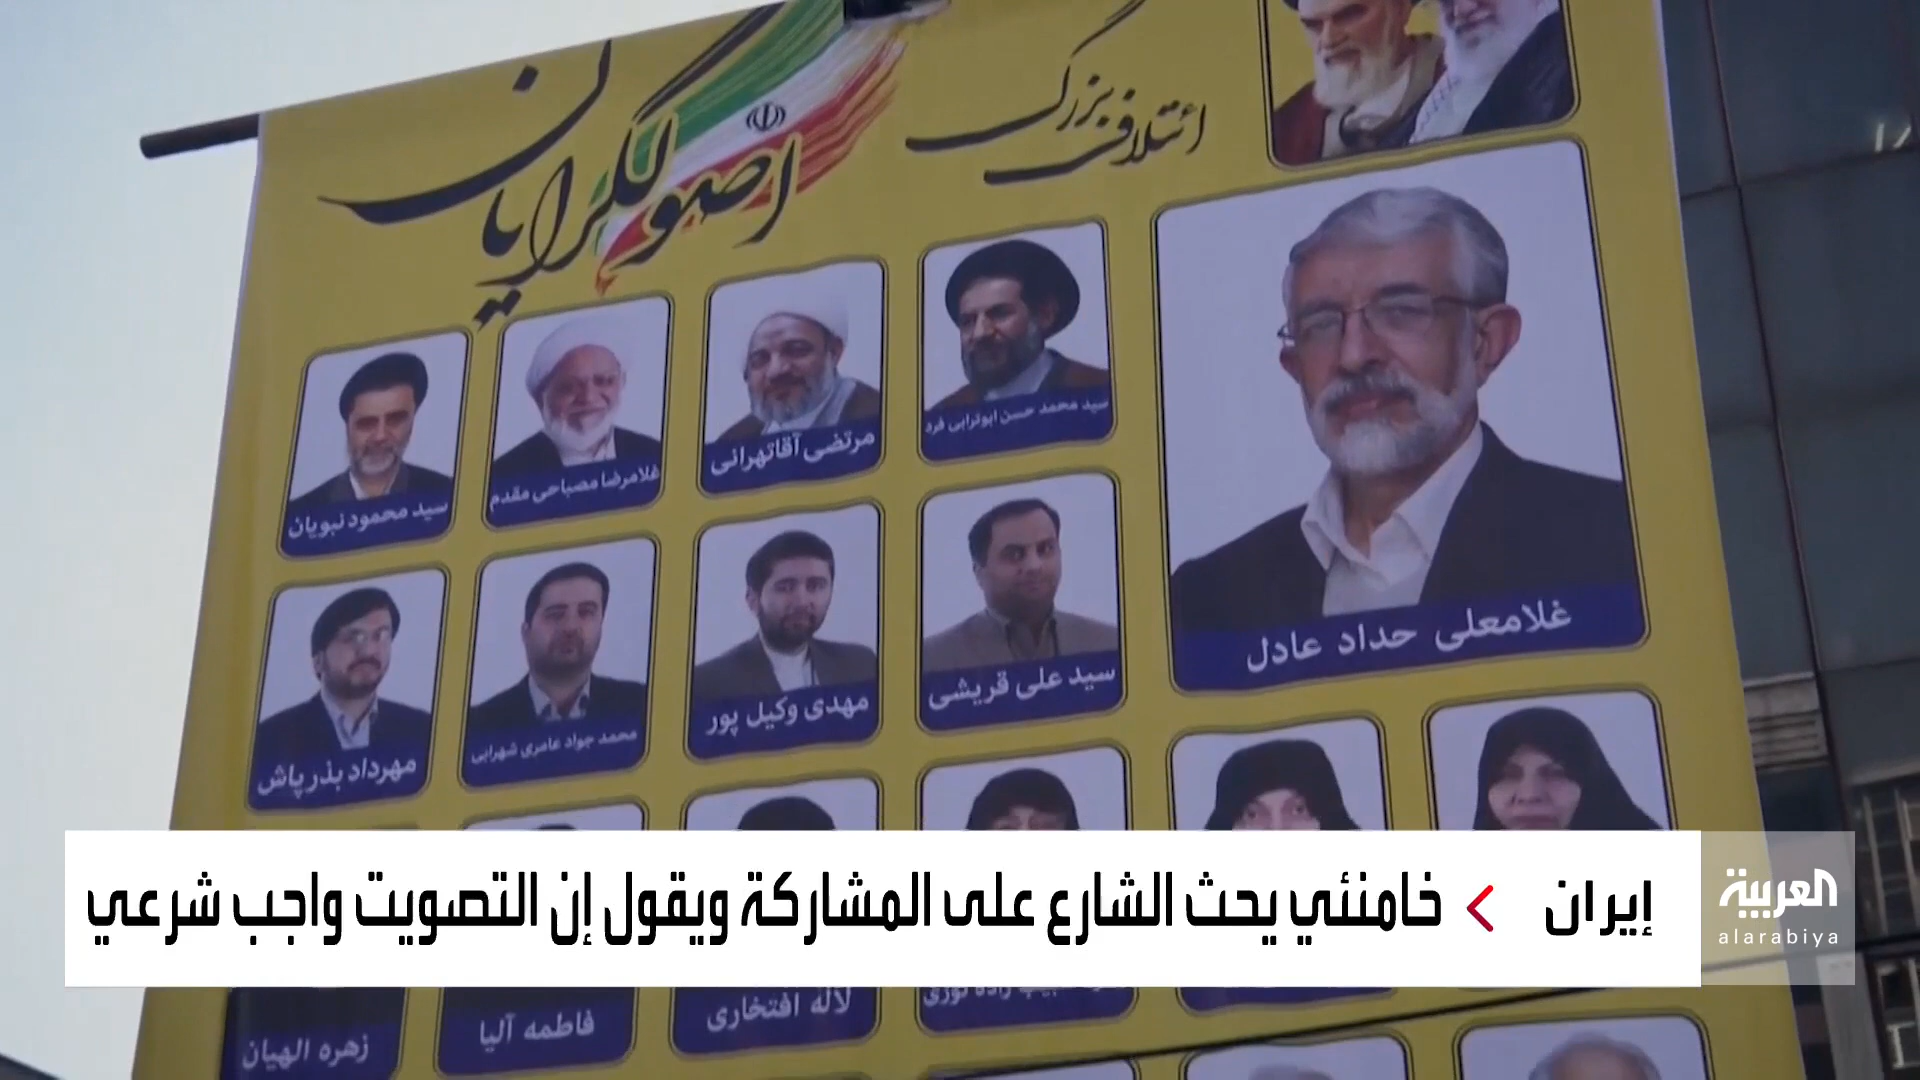 ائتلاف بزرگ
اصولگرایان
غلامعلی حداد عادل
سید محمد حسن ابوترابی فرد
مرتضی آقاتهرانی
غلامرضا مصباحی مقدم
سید محمود نبویان
سید علی قریشی
مهدی وکیل پور
محمد جواد عامری شهرابی
مهرداد بذرپاش
لاله افتخاری
فاطمه آلیا
زهره الهیان
إيران
خامنئي يحث الشارع على المشاركة ويقول إن التصويت واجب شرعي
العربية
alarabiya